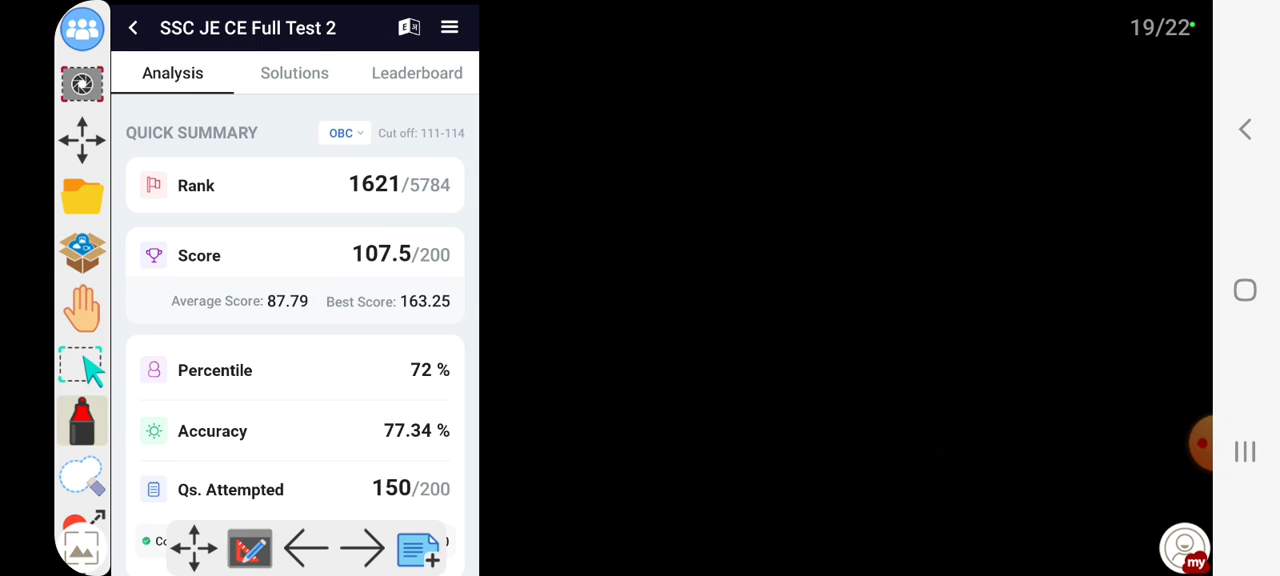 SSC JE CE Full Test 2
19/22
Analysis Solutions Leaderboard
QUICK SUMMARY OBC Cut off: 111-114
Rank 1621/5784
Score 107.5/200
Average Score: 87.79 Best Score: 163.25
Percentile 72 %
Accuracy 77.34 %
Qs. Attempted 150/200
my